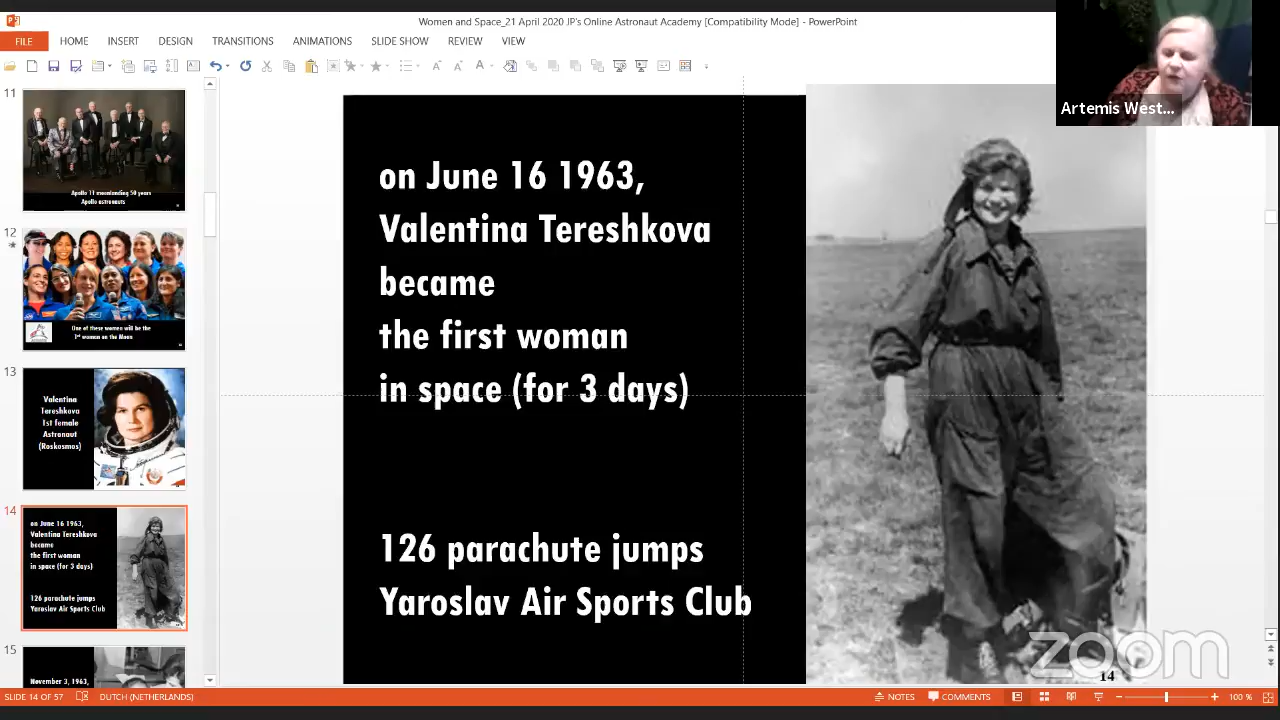 Women and Space_21 April 2020 JP's Online Astronaut Academy [Compatibility Mode] - PowerPoint
FILE HOME INSERT DESIGN TRANSITIONS ANIMATIONS SLIDE SHOW REVIEW VIEW
Artemis West...
11
Apollo 11 moonlanding 50 years
Apollo astronauts
12
One of these women will be the
1st woman on the Moon
13
Valentina
Tereshkova
1st female
Astronaut
(Roskosmos)
14
on June 16 1963,
Valentina Tereshkova
became
the first woman
in space (for 3 days)
126 parachute jumps
Yaroslav Air Sports Club
15
November 3, 1963,
on June 16 1963,
Valentina Tereshkova
became
the first woman
in space (for 3 days)
126 parachute jumps
Yaroslav Air Sports Club
zoom
14
SLIDE 14 OF 57 DUTCH (NETHERLANDS) NOTES COMMENTS 100 %